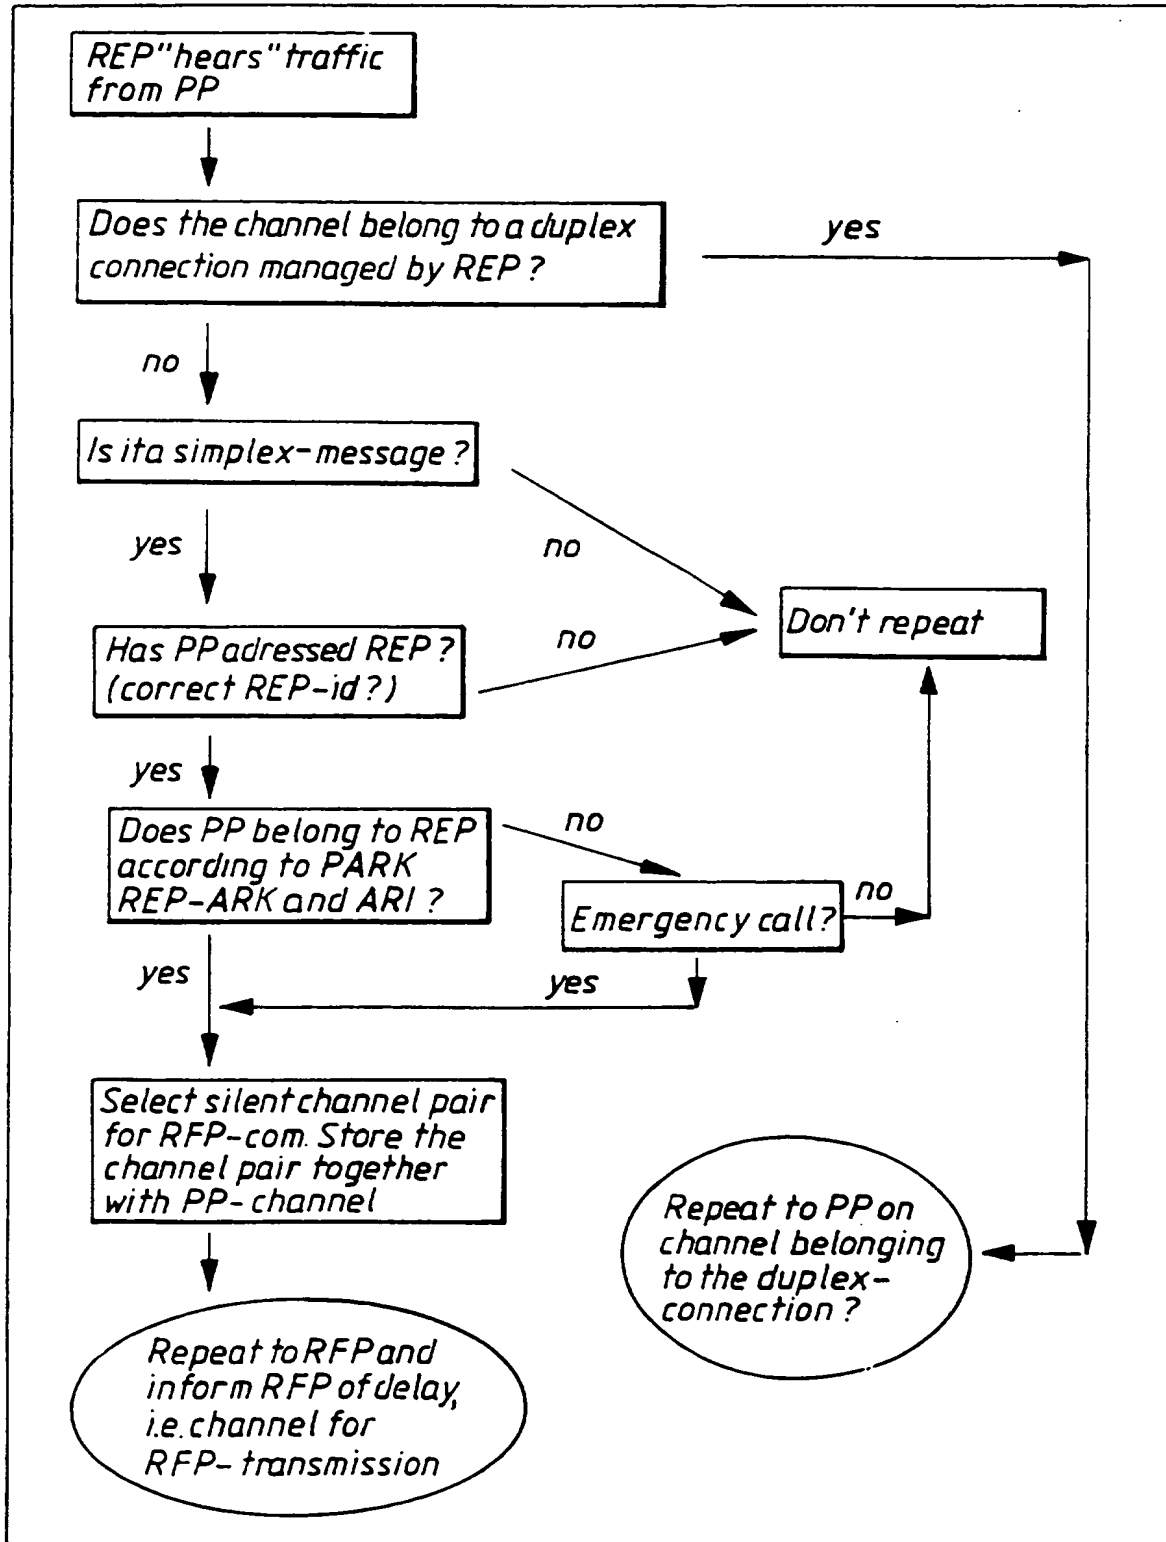 REP "hears" traffic
from PP
Does the channel belong to a duplex
connection managed by REP?
yes
no
Is it a simplex-message?
yes
no
Has PP adressed REP?
(correct REP-id?)
no
Don't repeat
yes
Does PP belong to REP
according to PARK
REP-ARK and ARI?
no
Emergency call?
no
yes
yes
Select silent channel pair
for RFP-com. Store the
channel pair together
with PP-channel
Repeat to PP on
channel belonging
to the duplex-
connection?
Repeat to RFP and
inform RFP of delay,
i.e. channel for
RFP-transmission